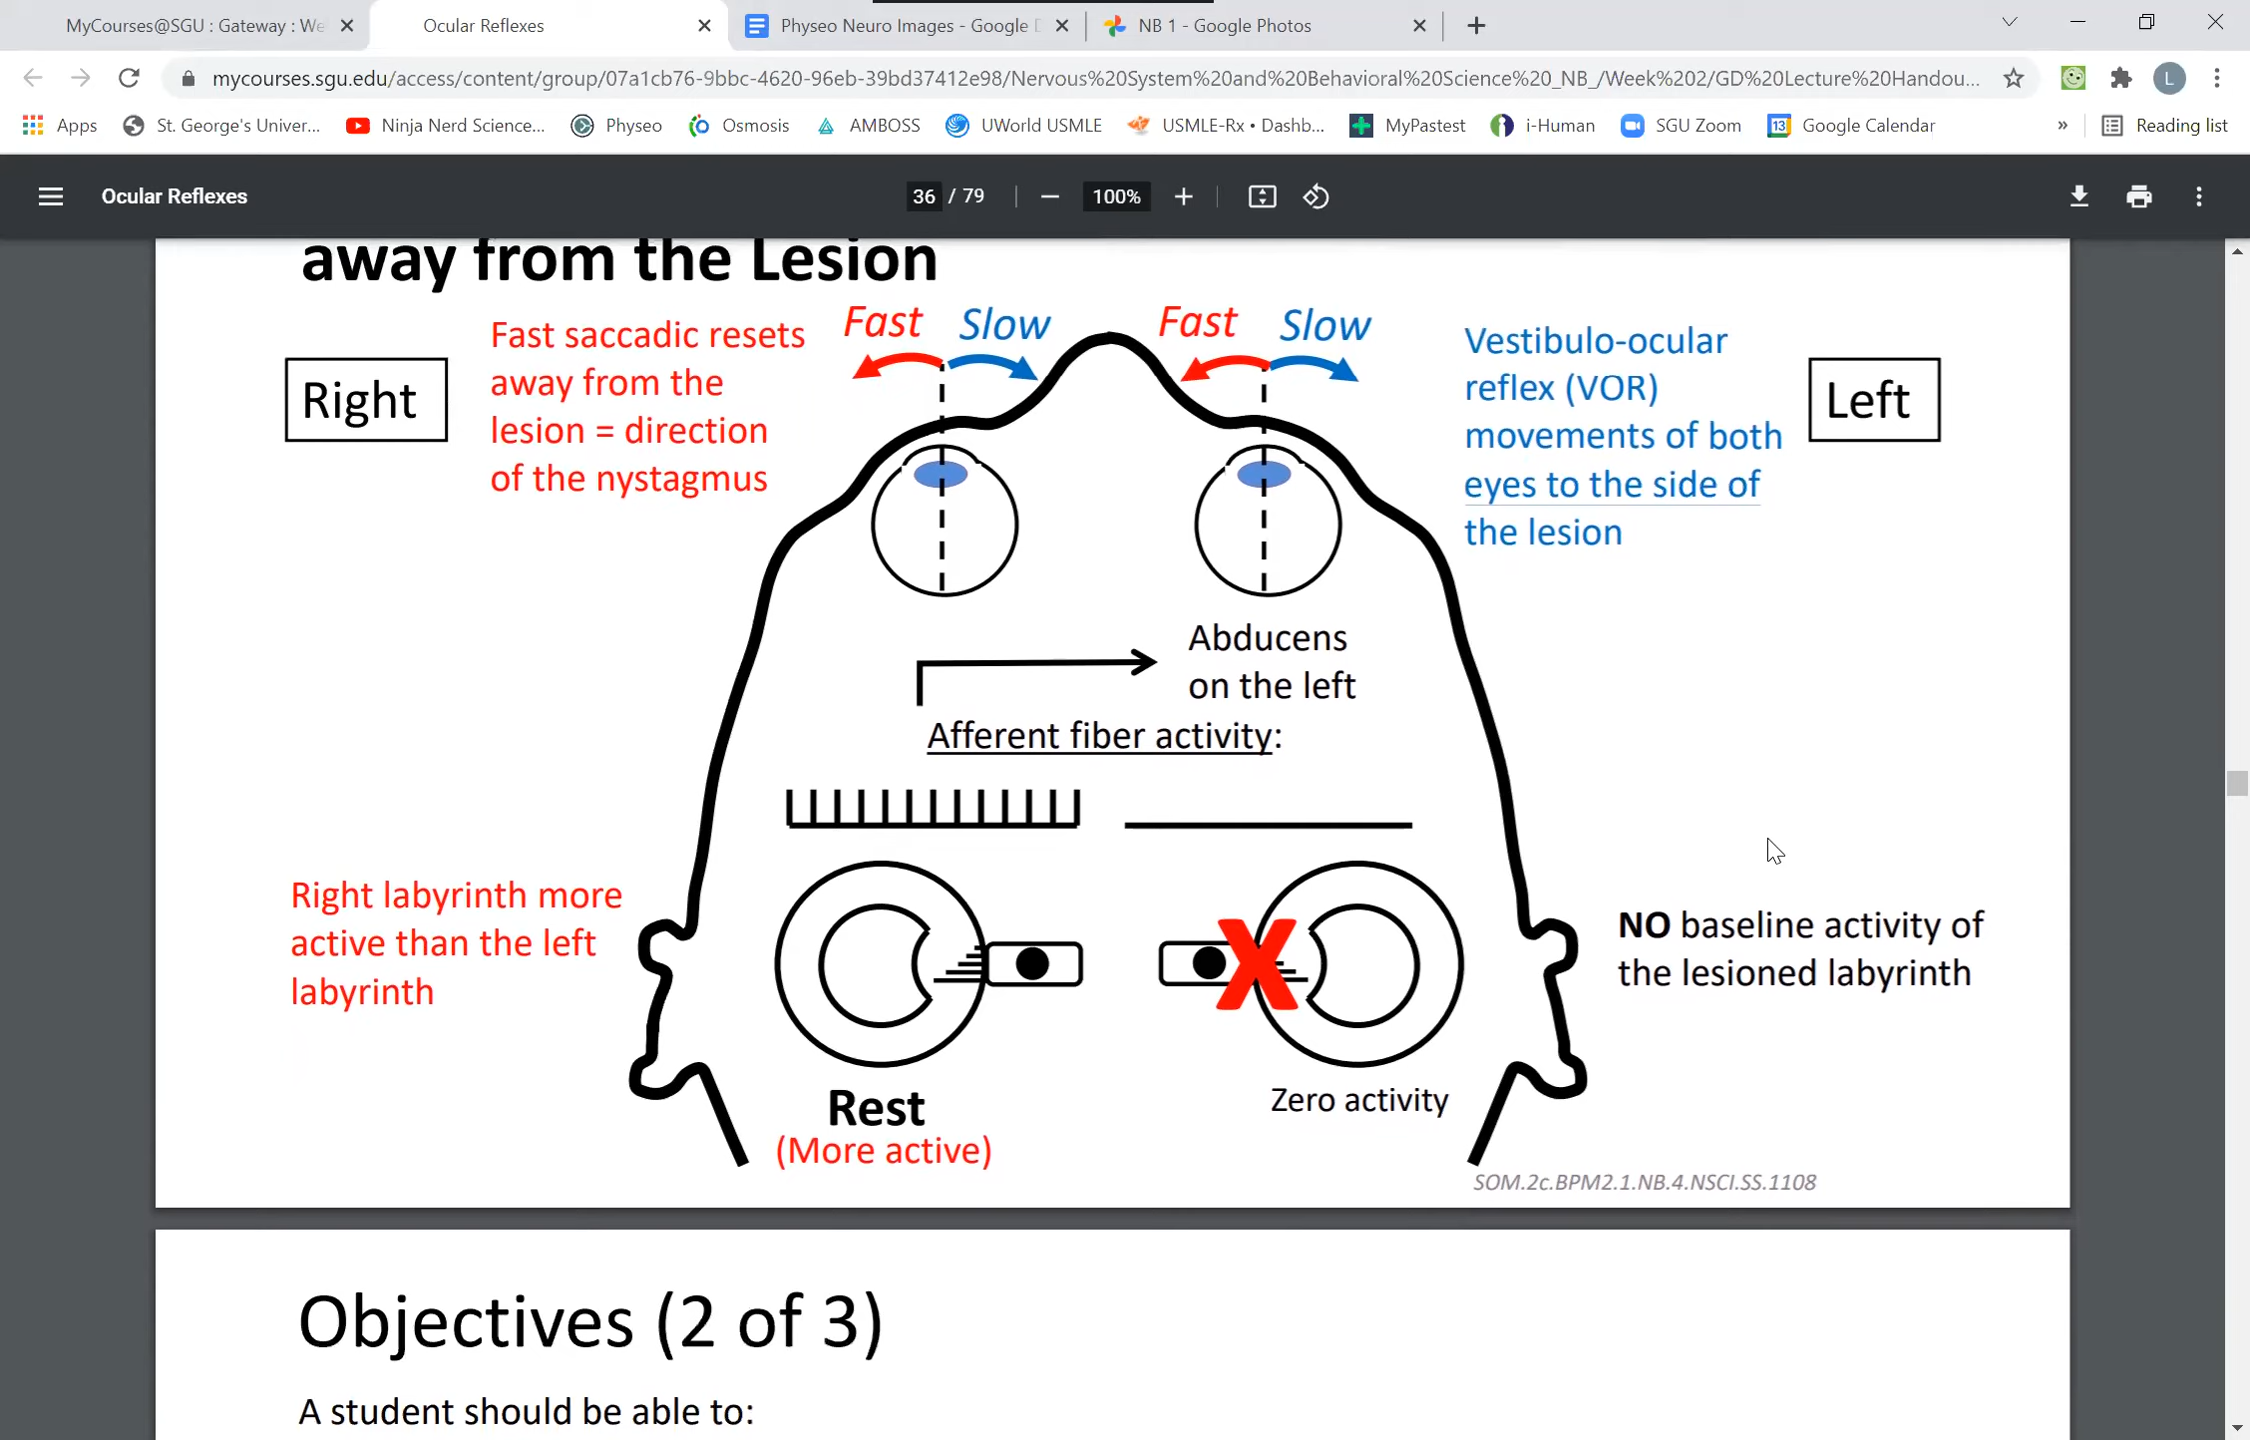 MyCourses@SGU : Gateway : We
Ocular Reflexes
Physeo Neuro Images - Google D
NB 1 - Google Photos
mycourses.sgu.edu/access/content/group/07a1cb76-9bbc-4620-96eb-39bd37412e98/Nervous%20System%20and%20Behavioral%20Science%20_NB_/Week%202/GD%20Lecture%20Handou...
L
Apps
St. George's Univer...
Ninja Nerd Science...
Physeo
Osmosis
AMBOSS
UWorld USMLE
USMLE-Rx • Dashb...
MyPastest
i-Human
SGU Zoom
13
Google Calendar
»
Reading list
Ocular Reflexes
36 / 79
100%
away from the Lesion
Right
Fast saccadic resets
away from the
lesion = direction
of the nystagmus
Fast
Slow
Fast
Slow
Vestibulo-ocular
reflex (VOR)
movements of both
eyes to the side of
the lesion
Left
Abducens
on the left
Afferent fiber activity:
Right labyrinth more
active than the left
labyrinth
X
NO baseline activity of
the lesioned labyrinth
Rest
(More active)
Zero activity
SOM.2c.BPM2.1.NB.4.NSCI.SS.1108
Objectives (2 of 3)
A student should be able to: